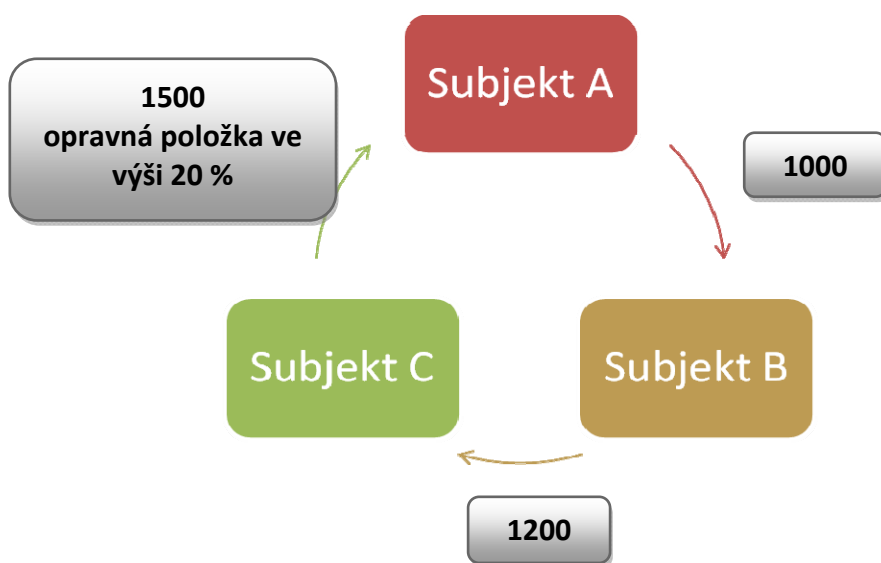 Subjekt A
1500
opravná položka ve
výši 20 %
1000
Subjekt C
Subjekt B
1200